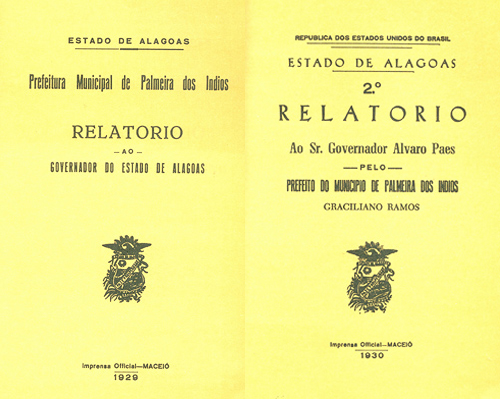 ESTADO DE ALAGOAS
Prefeitura Municipal de Palmeira dos Indios
RELATORIO
—AO—
GOVERNADOR DO ESTADO DE ALAGOAS
Imprensa Official—MACEIÓ
1929
REPUBLICA DOS ESTADOS UNIDOS DO BRASIL
ESTADO DE ALAGOAS
2.º
RELATORIO
Ao Sr. Governador Alvaro Paes
—PELO—
PREFEITO DO MUNICIPIO DE PALMEIRA DOS INDIOS
GRACILIANO RAMOS
Imprensa Official—MACEIÓ
1930